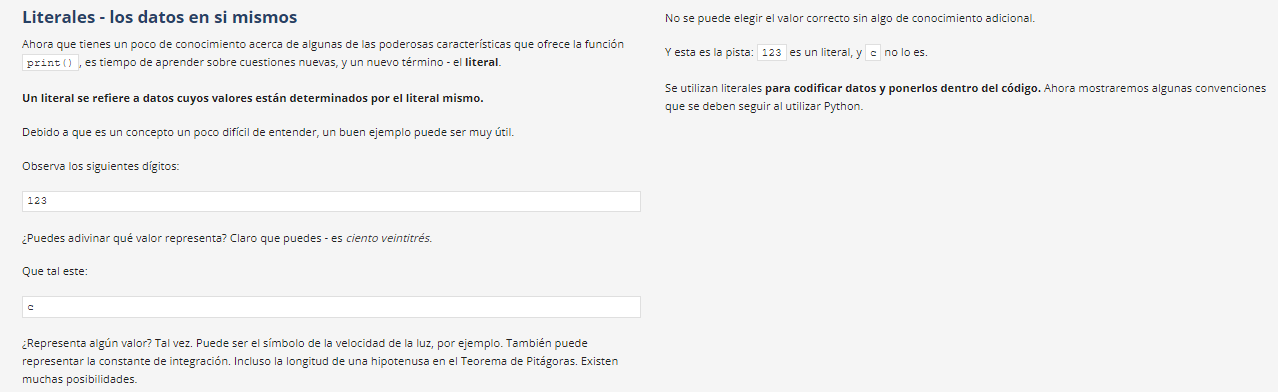 Literales - los datos en si mismos
Ahora que tienes un poco de conocimiento acerca de algunas de las poderosas características que ofrece la función
print(), es tiempo de aprender sobre cuestiones nuevas, y un nuevo término - el literal.
Un literal se refiere a datos cuyos valores están determinados por el literal mismo.
Debido a que es un concepto un poco difícil de entender, un buen ejemplo puede ser muy útil.
Observa los siguientes dígitos:
123
¿Puedes adivinar qué valor representa? Claro que puedes - es ciento veintitrés.
Que tal este:
c
¿Representa algún valor? Tal vez. Puede ser el símbolo de la velocidad de la luz, por ejemplo. También puede
representar la constante de integración. Incluso la longitud de una hipotenusa en el Teorema de Pitágoras. Existen
muchas posibilidades.
No se puede elegir el valor correcto sin algo de conocimiento adicional.
Y esta es la pista: 123 es un literal, y c no lo es.
Se utilizan literales para codificar datos y ponerlos dentro del código. Ahora mostraremos algunas convenciones
que se deben seguir al utilizar Python.